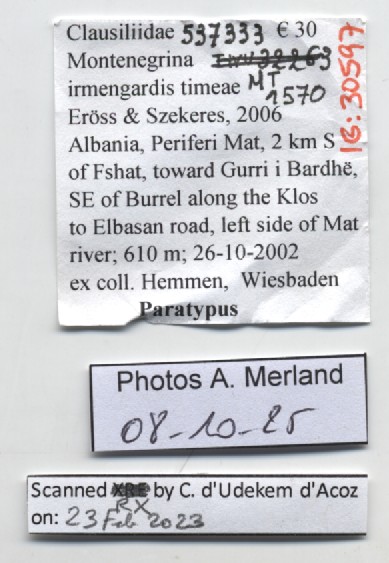 Clausiliidae 537333 € 30
Montenegrina
irmengardis timeae MT 1570
Eröss & Szekeres, 2006
Albania, Periferi Mat, 2 km S
of Fshat, toward Gurri i Bardhë,
SE of Burrel along the Klos
to Elbasan road, left side of Mat
river; 610 m; 26-10-2002
ex coll. Hemmen, Wiesbaden
Paratypus
IG: 30597
Photos A. Merland
08-10-25
Scanned by C. d'Udekem d'Acoz
RX
on: 23 Feb 2023